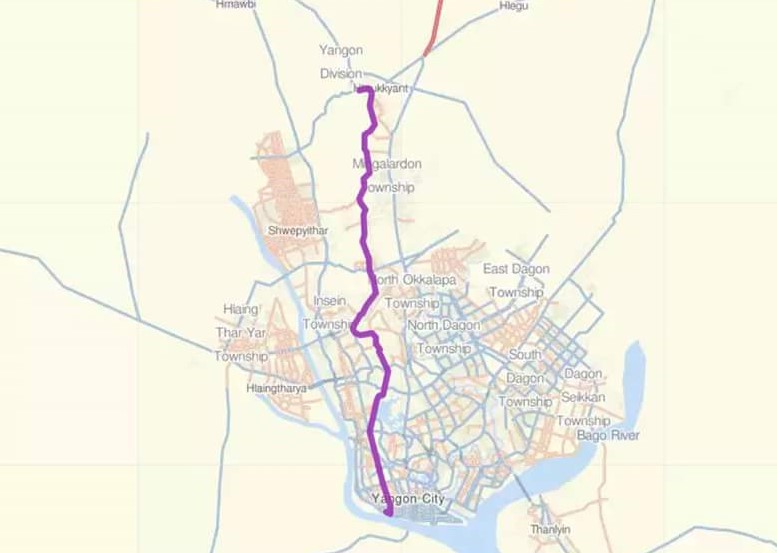 Hmawbi
Hlegu
Yangon
Division
Htaukkyant
Mingalardon
Township
Shwepyithar
North Okkalapa
Township
East Dagon
Township
Insein
Township
Hlaing
Thar Yar
Township
North Dagon
Township
South
Dagon
Township
Dagon
Seikkan
Township
Hlaingtharya
Bago River
Yangon City
Thanlyin